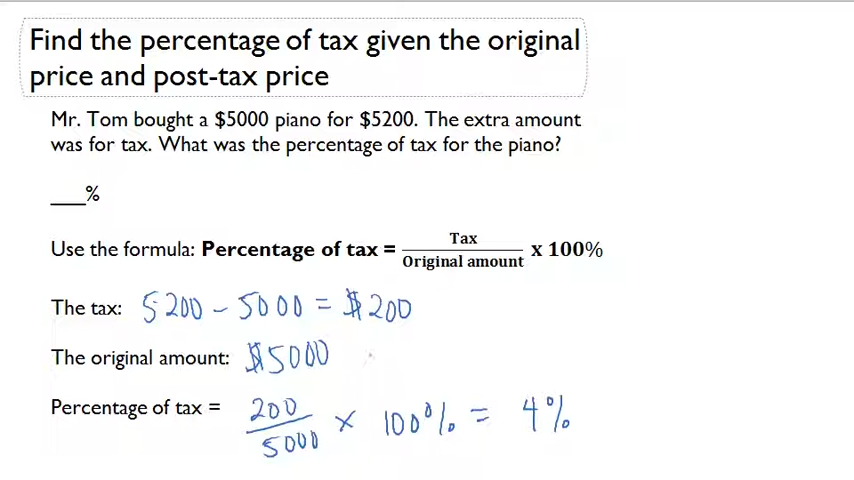 Find the percentage of tax given the original
price and post-tax price
Mr. Tom bought a $5000 piano for $5200. The extra amount
was for tax. What was the percentage of tax for the piano?
___%
Use the formula: Percentage of tax = Tax / Original amount x 100%
The tax: 5200 - 5000 = $200
The original amount: $5000
Percentage of tax = 200 / 5000 x 100% = 4%